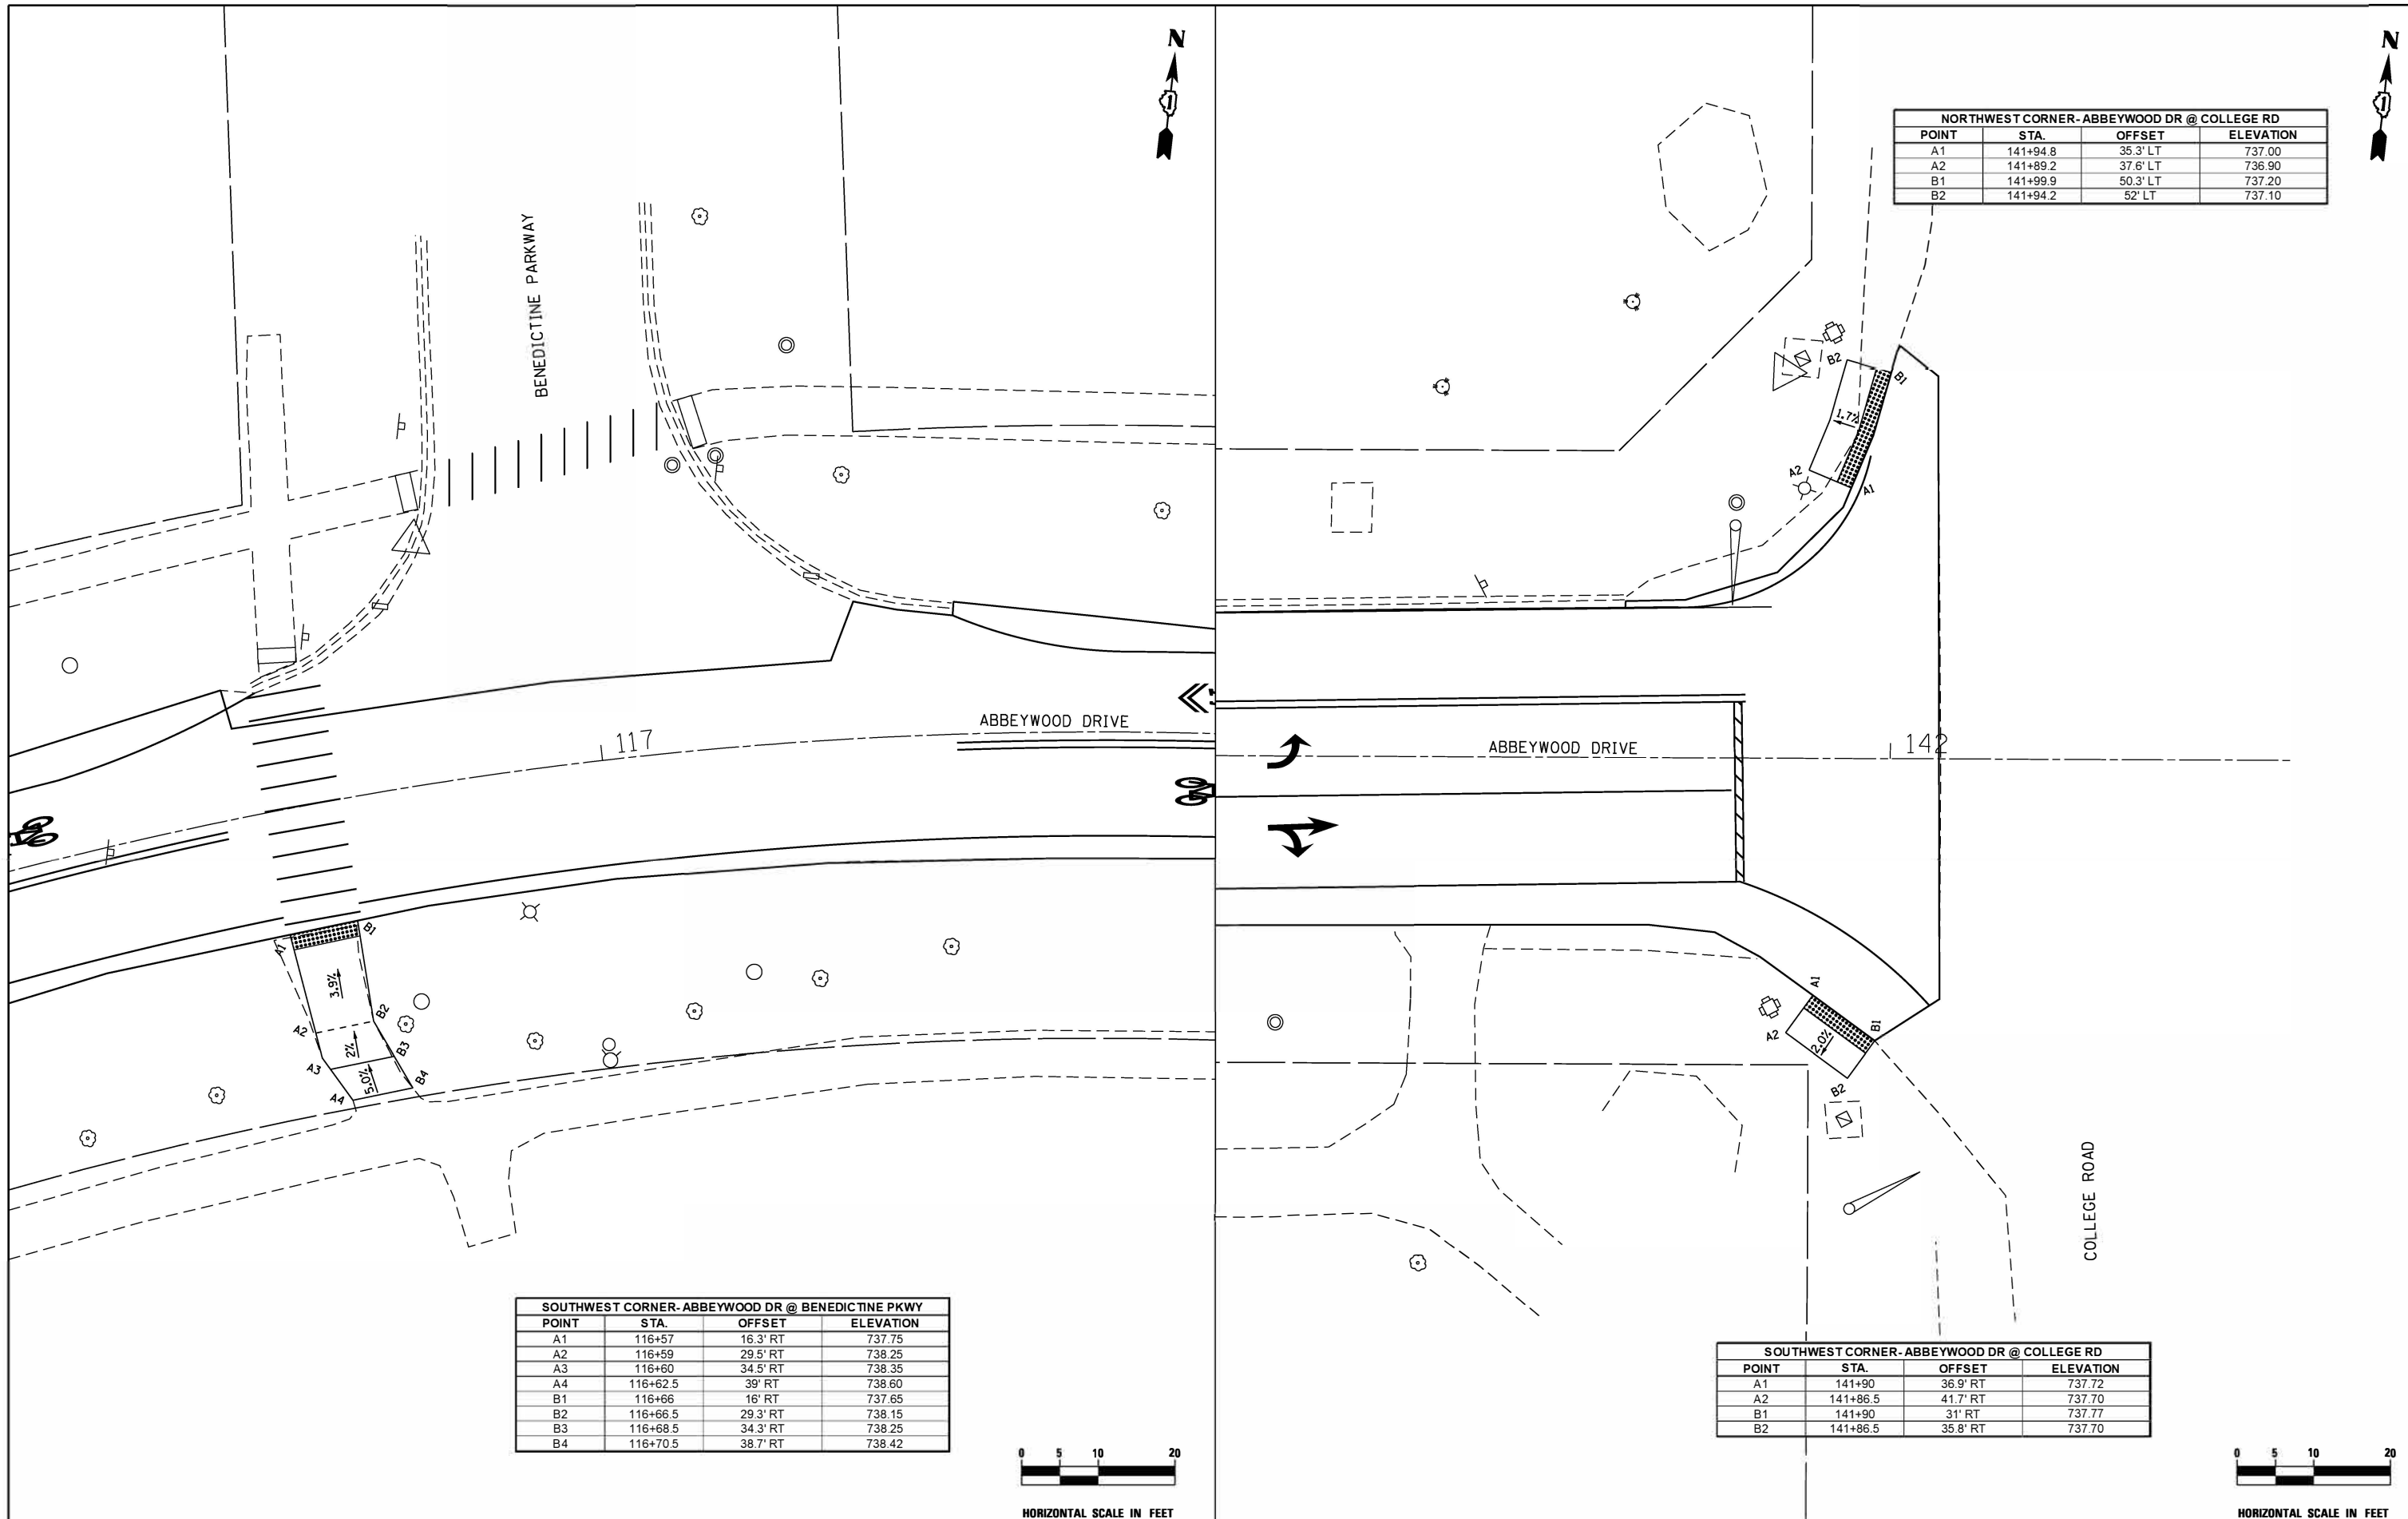 N
BENEDICTINE PARKWAY
117
ABBEYWOOD DRIVE
A1
B1
3.9%
A2
B2
2%
A3
B3
5.0%
A4
B4
SOUTHWEST CORNER- ABBEYWOOD DR @ BENEDICTINE PKWY
POINT STA. OFFSET ELEVATION
A1 116+57 16.3' RT 737.75
A2 116+59 29.5' RT 738.25
A3 116+60 34.5' RT 738.35
A4 116+62.5 39' RT 738.60
B1 116+66 16' RT 737.65
B2 116+66.5 29.3' RT 738.15
B3 116+68.5 34.3' RT 738.25
B4 116+70.5 38.7' RT 738.42
0 5 10 20
HORIZONTAL SCALE IN FEET
N
NORTHWEST CORNER- ABBEYWOOD DR @ COLLEGE RD
POINT STA. OFFSET ELEVATION
A1 141+94.8 35.3' LT 737.00
A2 141+89.2 37.6' LT 736.90
B1 141+99.9 50.3' LT 737.20
B2 141+94.2 52' LT 737.10
B2
B1
1.7%
A2
A1
ABBEYWOOD DRIVE
142
A1
B1
A2
2.0%
B2
COLLEGE ROAD
SOUTHWEST CORNER- ABBEYWOOD DR @ COLLEGE RD
POINT STA. OFFSET ELEVATION
A1 141+90 36.9' RT 737.72
A2 141+86.5 41.7' RT 737.70
B1 141+90 31' RT 737.77
B2 141+86.5 35.8' RT 737.70
0 5 10 20
HORIZONTAL SCALE IN FEET